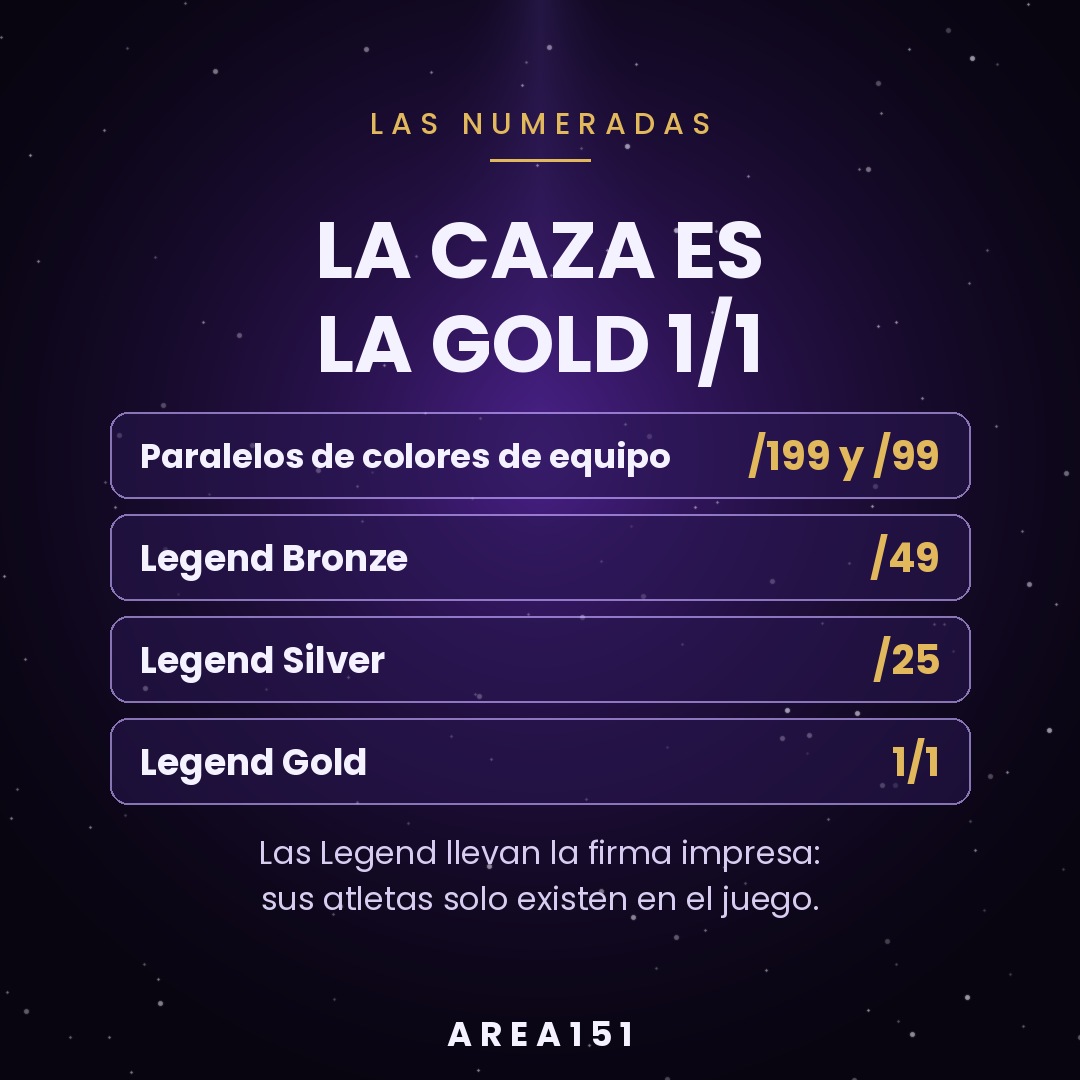 LAS NUMERADAS
LA CAZA ES
LA GOLD 1/1
Paralelos de colores de equipo /199 y /99
Legend Bronze /49
Legend Silver /25
Legend Gold 1/1
Las Legend llevan la firma impresa:
sus atletas solo existen en el juego.
AREA151